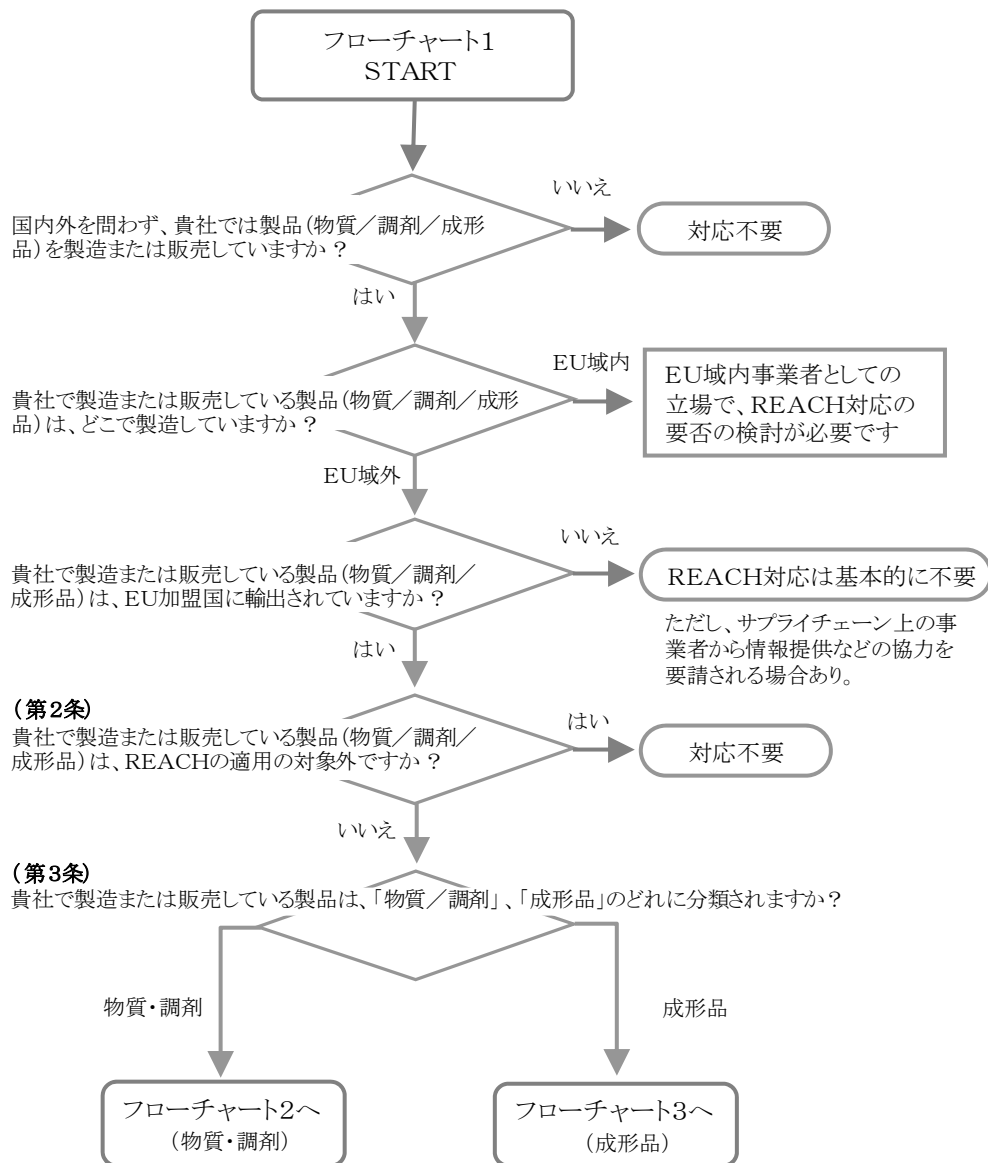 フローチャート1
START
いいえ
国内外を問わず、貴社では製品(物質／調剤／成形
品)を製造または販売していますか？
対応不要
はい
EU域内
貴社で製造または販売している製品(物質／調剤／成形
品)は、どこで製造していますか？
EU域内事業者としての
立場で、REACH対応の
要否の検討が必要です
EU域外
いいえ
貴社で製造または販売している製品(物質／調剤／
成形品)は、EU加盟国に輸出されていますか？
REACH対応は基本的に不要
ただし、サプライチェーン上の事
業者から情報提供などの協力を
要請される場合あり。
はい
(第2条)
貴社で製造または販売している製品(物質／調剤／
成形品)は、REACHの適用の対象外ですか？
はい
対応不要
いいえ
(第3条)
貴社で製造または販売している製品は、「物質／調剤」、「成形品」のどれに分類されますか？
物質・調剤
成形品
フローチャート2へ
(物質・調剤)
フローチャート3へ
(成形品)